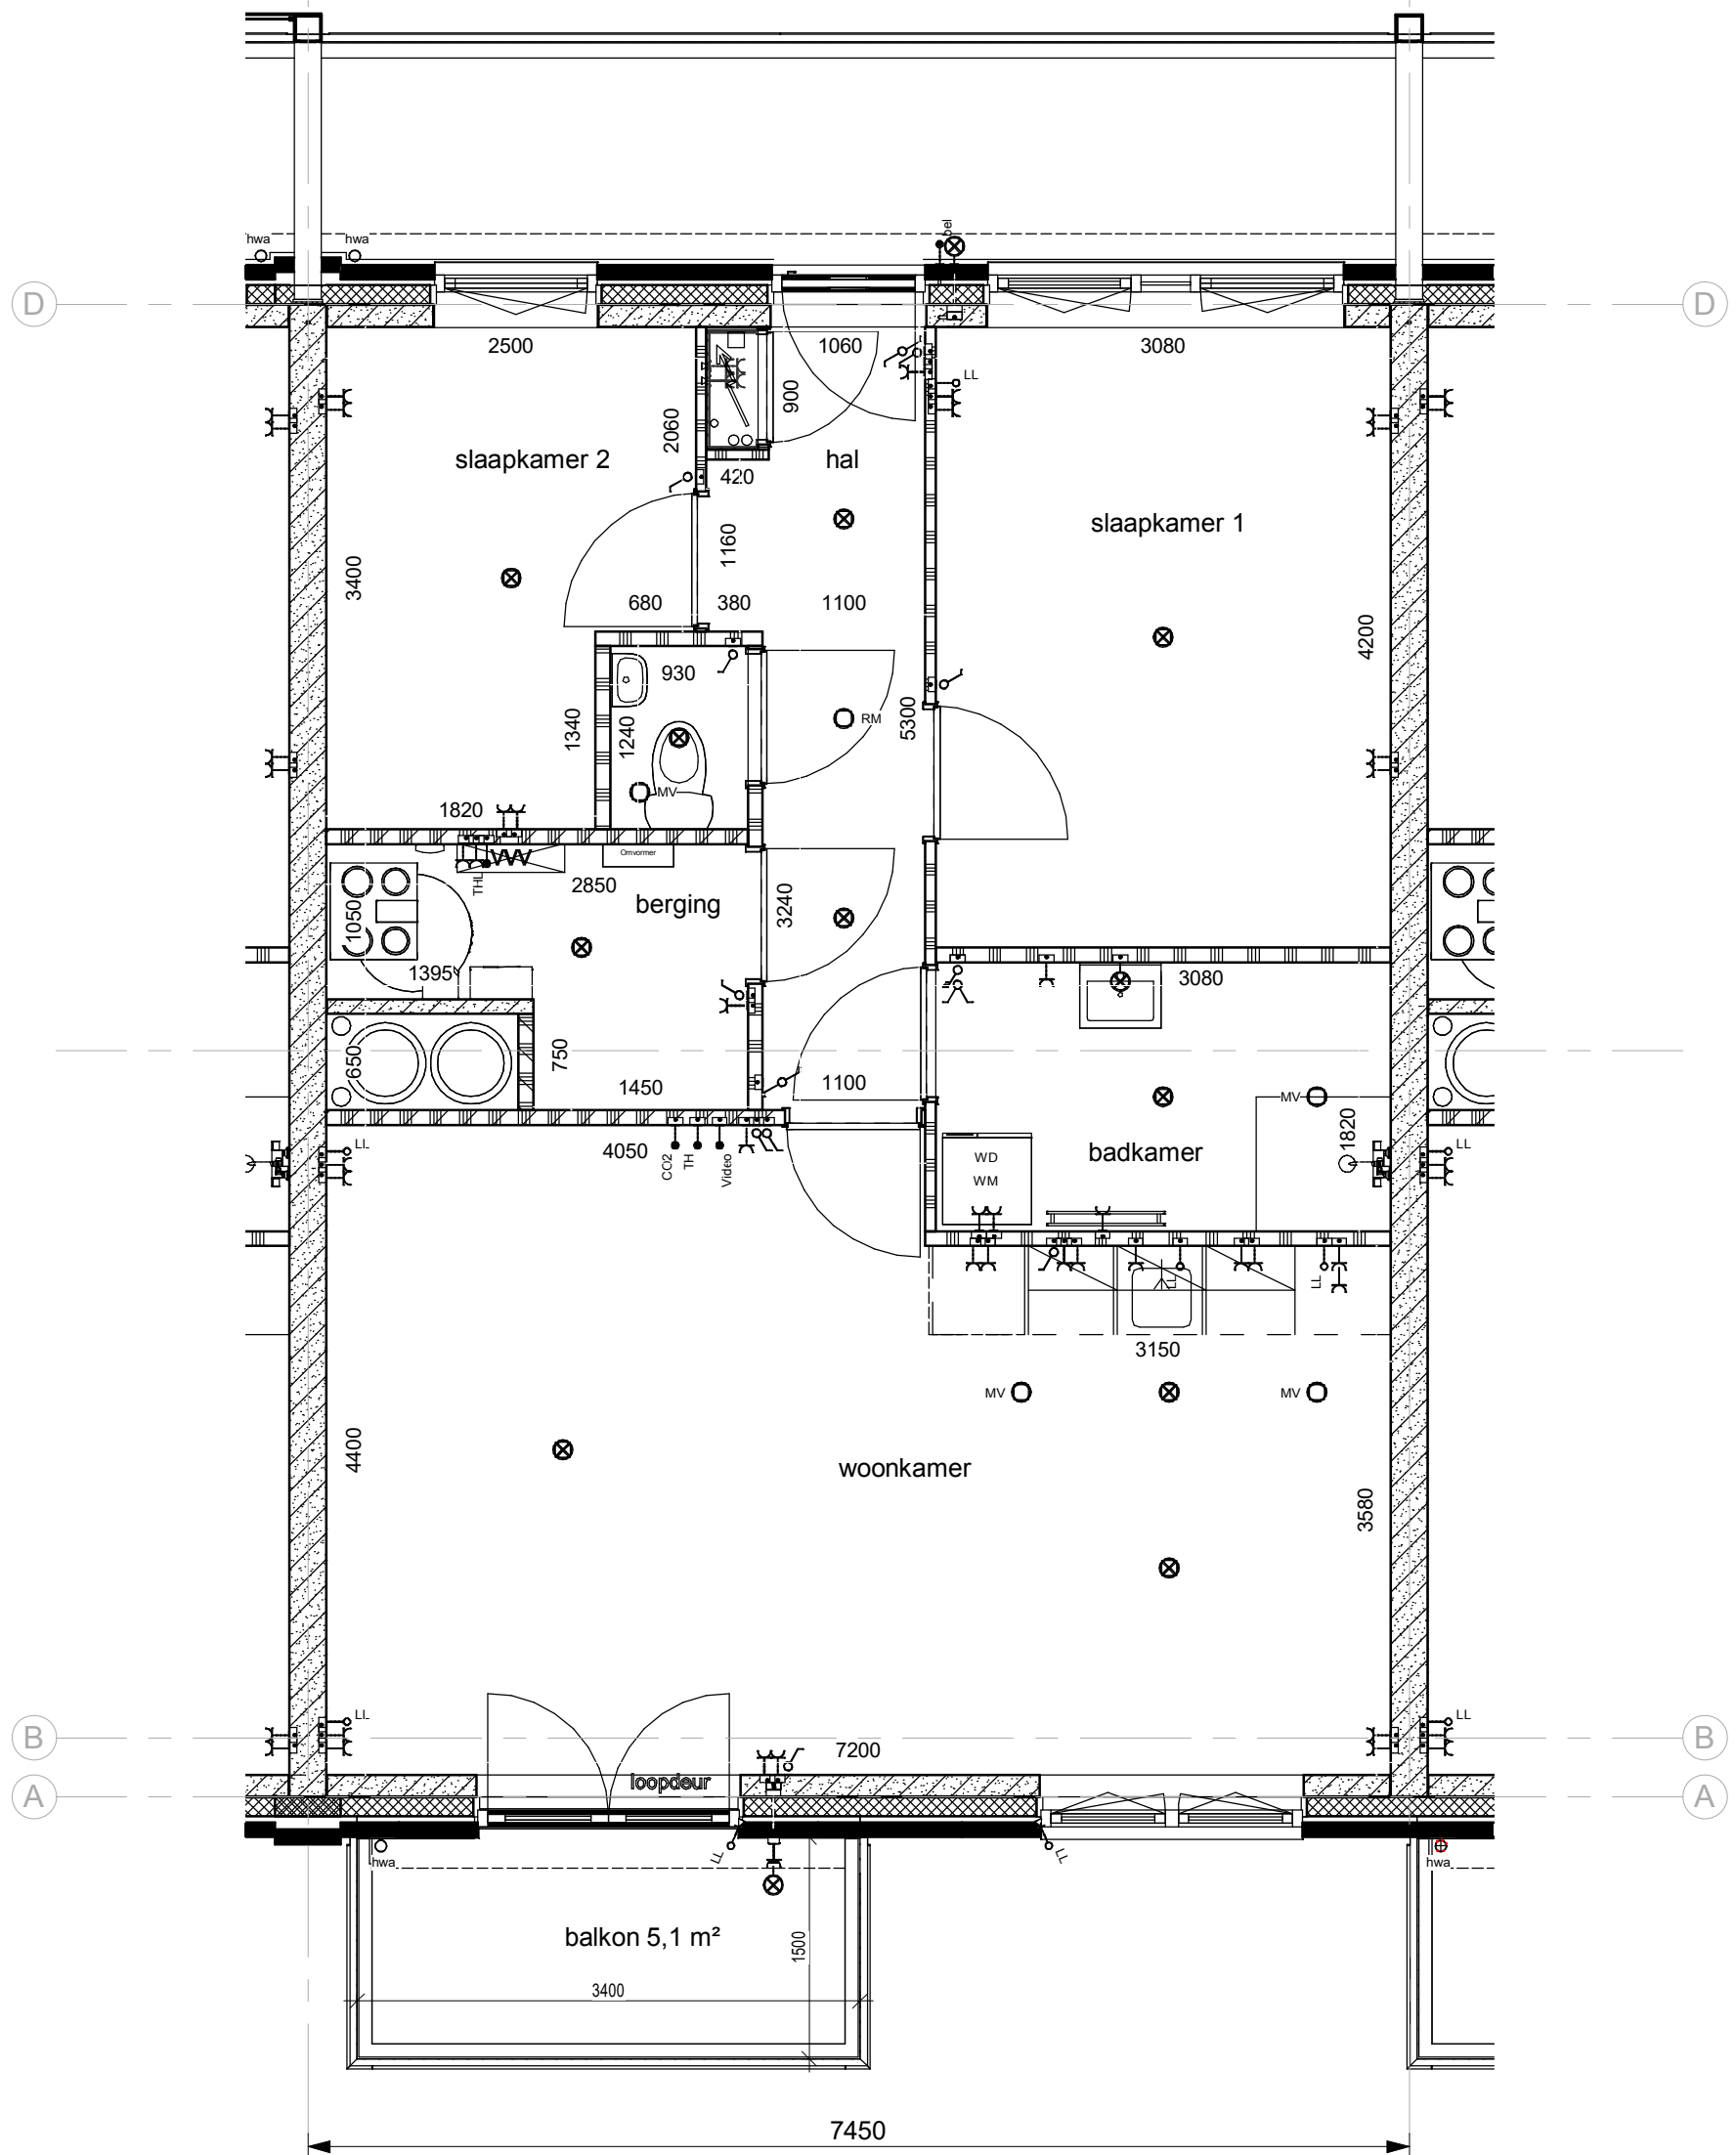 hwa
hwa
bel
D
D
2500
1060
3080
LL
900
2060
slaapkamer 2
hal
420
slaapkamer 1
1160
3400
680
380
1100
4200
930
5300
RM
1340
1240
MV
1820
Omvormer
THL
2850
berging
3240
1050
1395
3080
650
750
1450
1100
MV
1820
4050
CO2
TH
Video
LL
badkamer
WD
WM
LL
LL
LL
3150
MV
MV
4400
woonkamer
3580
LL
LL
B
B
7200
loopdeur
A
A
hwa
LL
LL
hwa
balkon 5,1 m²
1500
3400
7450